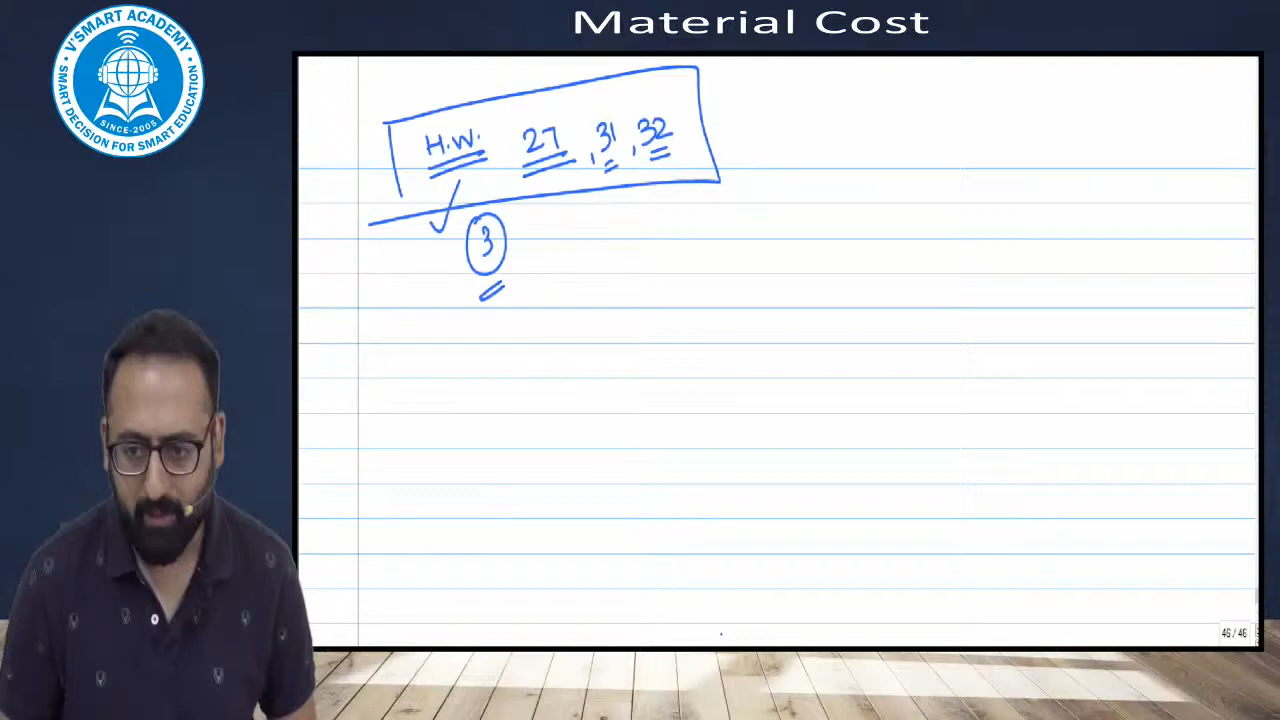 Material Cost
V'SMART ACADEMY
SINCE-2005
SMART DECISION FOR SMART EDUCATION
H.W. 27, 31, 32
3
46 / 46